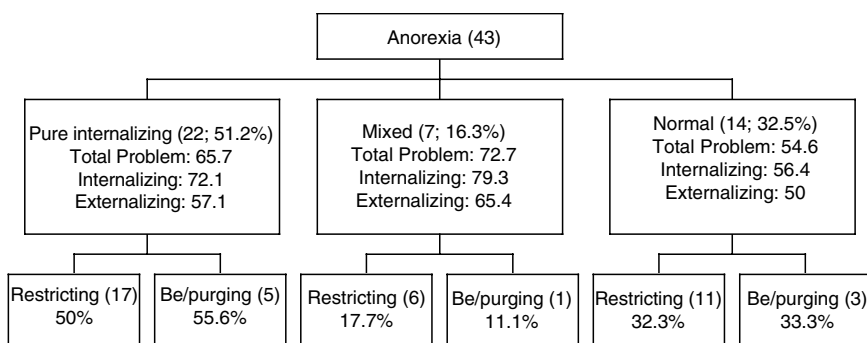 Anorexia (43)
Pure internalizing (22; 51.2%)
Total Problem: 65.7
Internalizing: 72.1
Externalizing: 57.1
Mixed (7; 16.3%)
Total Problem: 72.7
Internalizing: 79.3
Externalizing: 65.4
Normal (14; 32.5%)
Total Problem: 54.6
Internalizing: 56.4
Externalizing: 50
Restricting (17)
50%
Be/purging (5)
55.6%
Restricting (6)
17.7%
Be/purging (1)
11.1%
Restricting (11)
32.3%
Be/purging (3)
33.3%